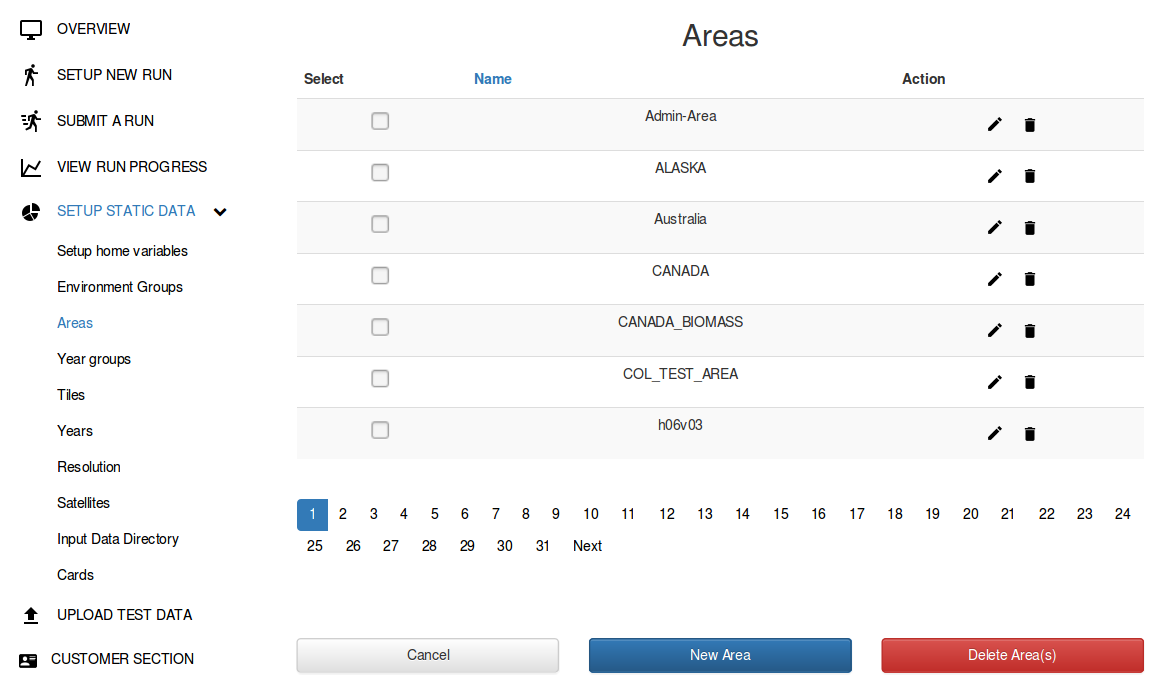 OVERVIEW
SETUP NEW RUN
SUBMIT A RUN
VIEW RUN PROGRESS
SETUP STATIC DATA
Setup home variables
Environment Groups
Areas
Year groups
Tiles
Years
Resolution
Satellites
Input Data Directory
Cards
UPLOAD TEST DATA
CUSTOMER SECTION
Areas
Select Name Action
Admin-Area
ALASKA
Australia
CANADA
CANADA_BIOMASS
COL_TEST_AREA
h06v03
1 2 3 4 5 6 7 8 9 10 11 12 13 14 15 16 17 18 19 20 21 22 23 24
25 26 27 28 29 30 31 Next
Cancel New Area Delete Area(s)